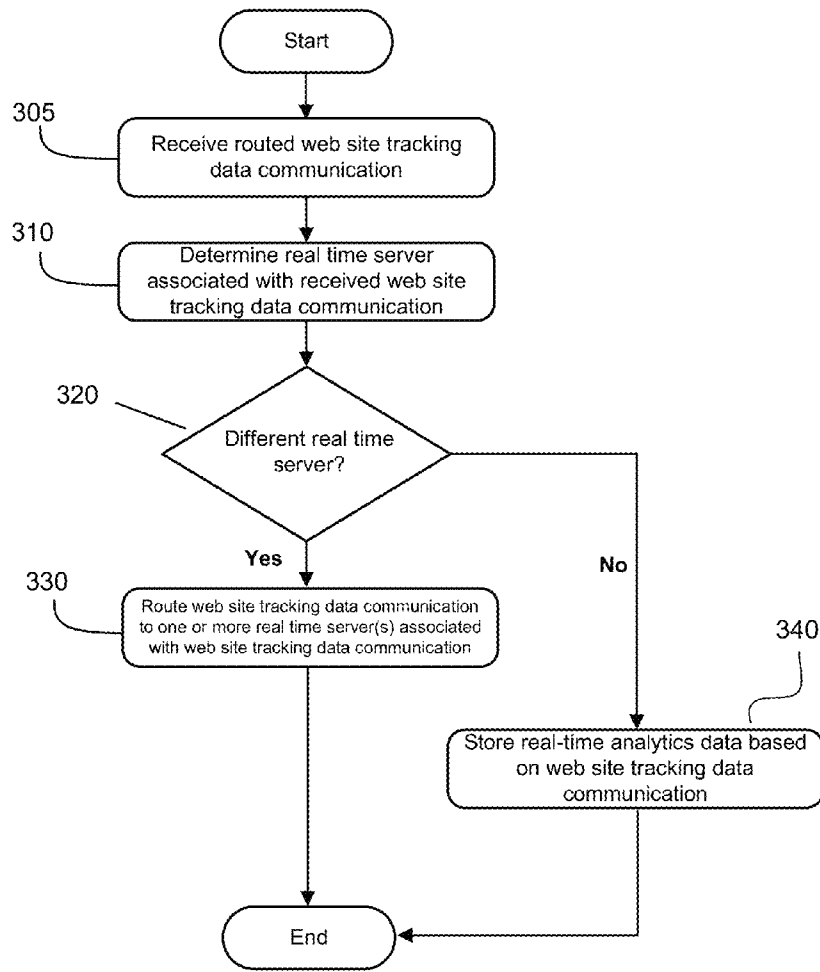 Start
305
Receive routed web site tracking
data communication
310
Determine real time server
associated with received web site
tracking data communication
320
Different real time
server?
Yes
No
330
Route web site tracking data communication
to one or more real time server(s) associated
with web site tracking data communication
340
Store real-time analytics data based
on web site tracking data
communication
End